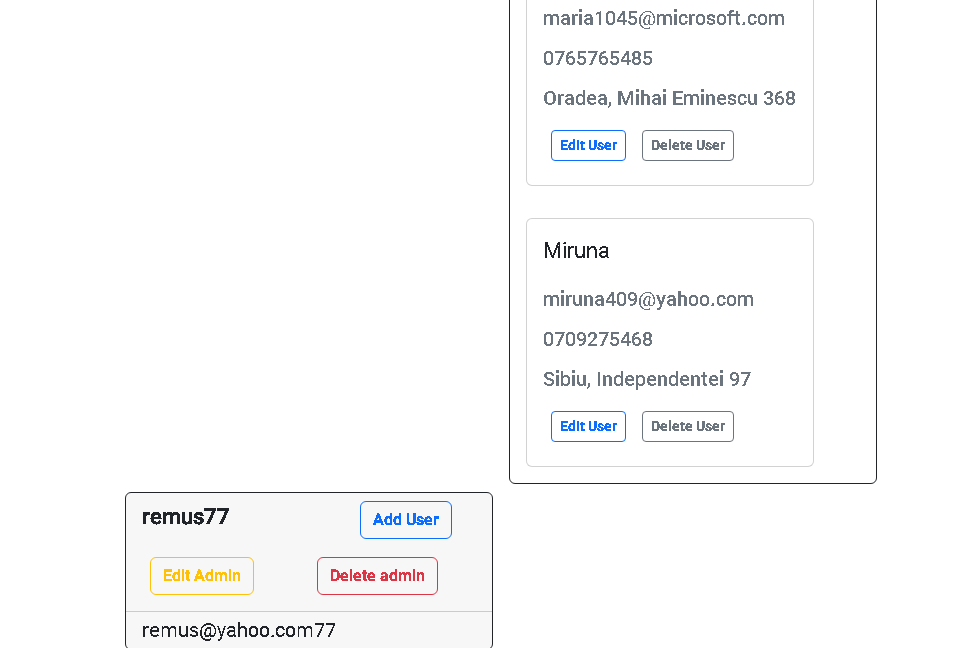 maria1045@microsoft.com
0765765485
Oradea, Mihai Eminescu 368
Edit User Delete User
Miruna
miruna409@yahoo.com
0709275468
Sibiu, Independentei 97
Edit User Delete User
remus77 Add User
Edit Admin Delete admin
remus@yahoo.com77